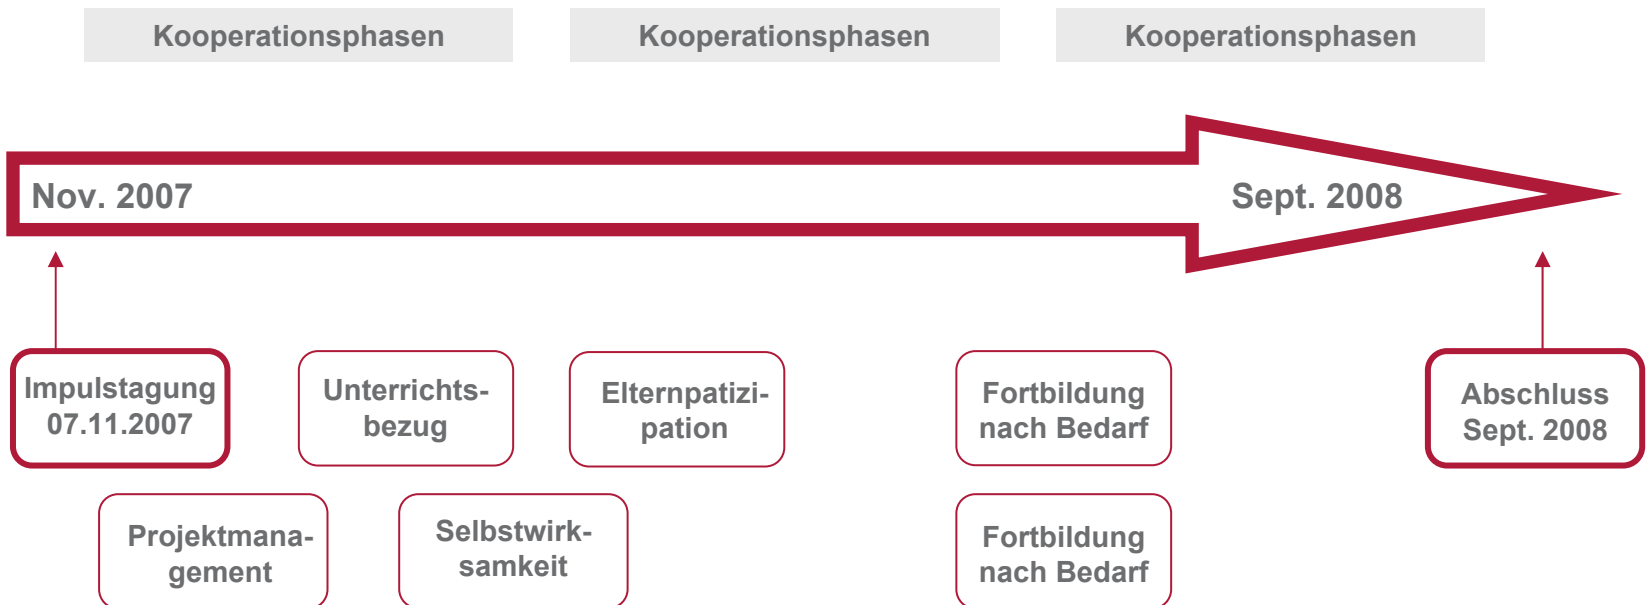 Kooperationsphasen
Kooperationsphasen
Kooperationsphasen
Nov. 2007
Sept. 2008
Impulstagung
07.11.2007
Unterrichts-
bezug
Elternpatizi-
pation
Fortbildung
nach Bedarf
Abschluss
Sept. 2008
Projektmana-
gement
Selbstwirk-
samkeit
Fortbildung
nach Bedarf